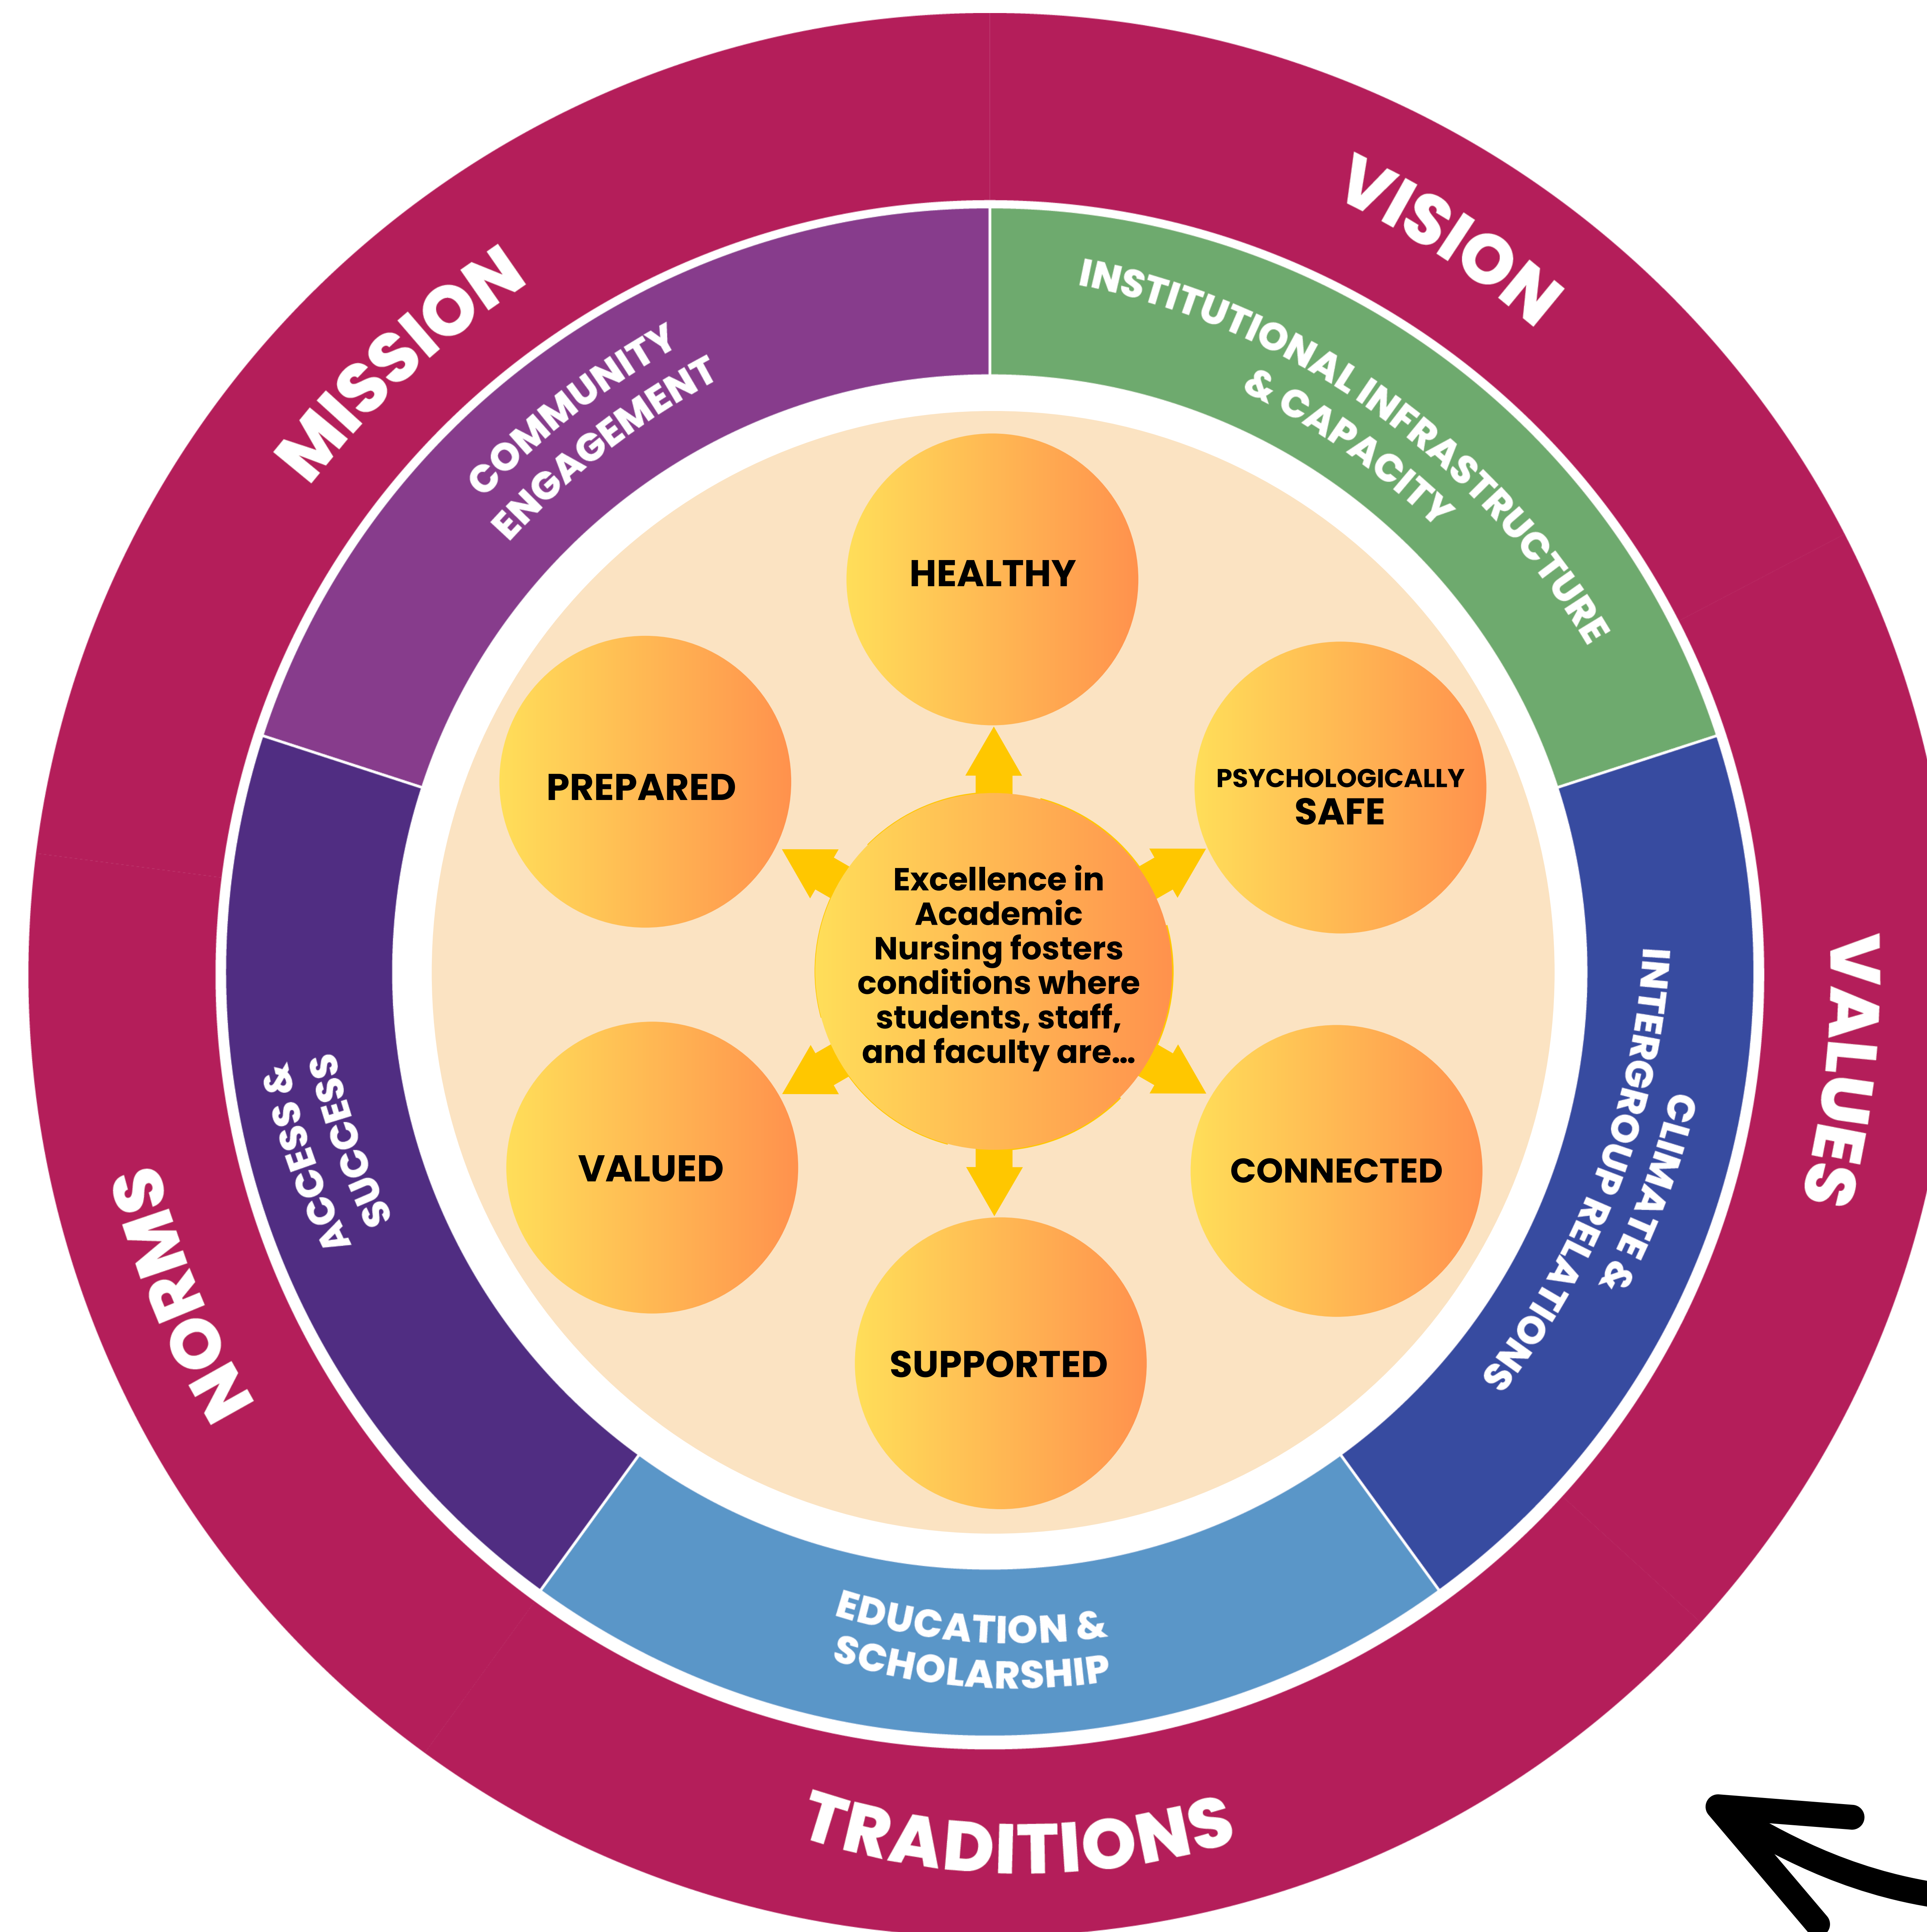 MISSION
VISION
VALUES
TRADITIONS
NORMS
COMMUNITY
ENGAGEMENT
INSTITUTIONAL INFRASTRUCTURE
& CAPACITY
CLIMATE &
INTERGROUP RELATIONS
EDUCATION &
SCHOLARSHIP
ACCESS &
SUCCESS
HEALTHY
PSYCHOLOGICALLY
SAFE
CONNECTED
SUPPORTED
VALUED
PREPARED
Excellence in
Academic
Nursing fosters
conditions where
students, staff,
and faculty are...